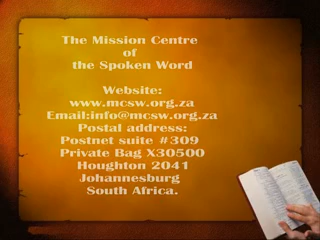 The Mission Centre
of
the Spoken Word
Website:
www.mcsw.org.za
Email:info@mcsw.org.za
Postal address:
Postnet suite #309
Private Bag X30500
Houghton 2041
Johannesburg
South Africa.